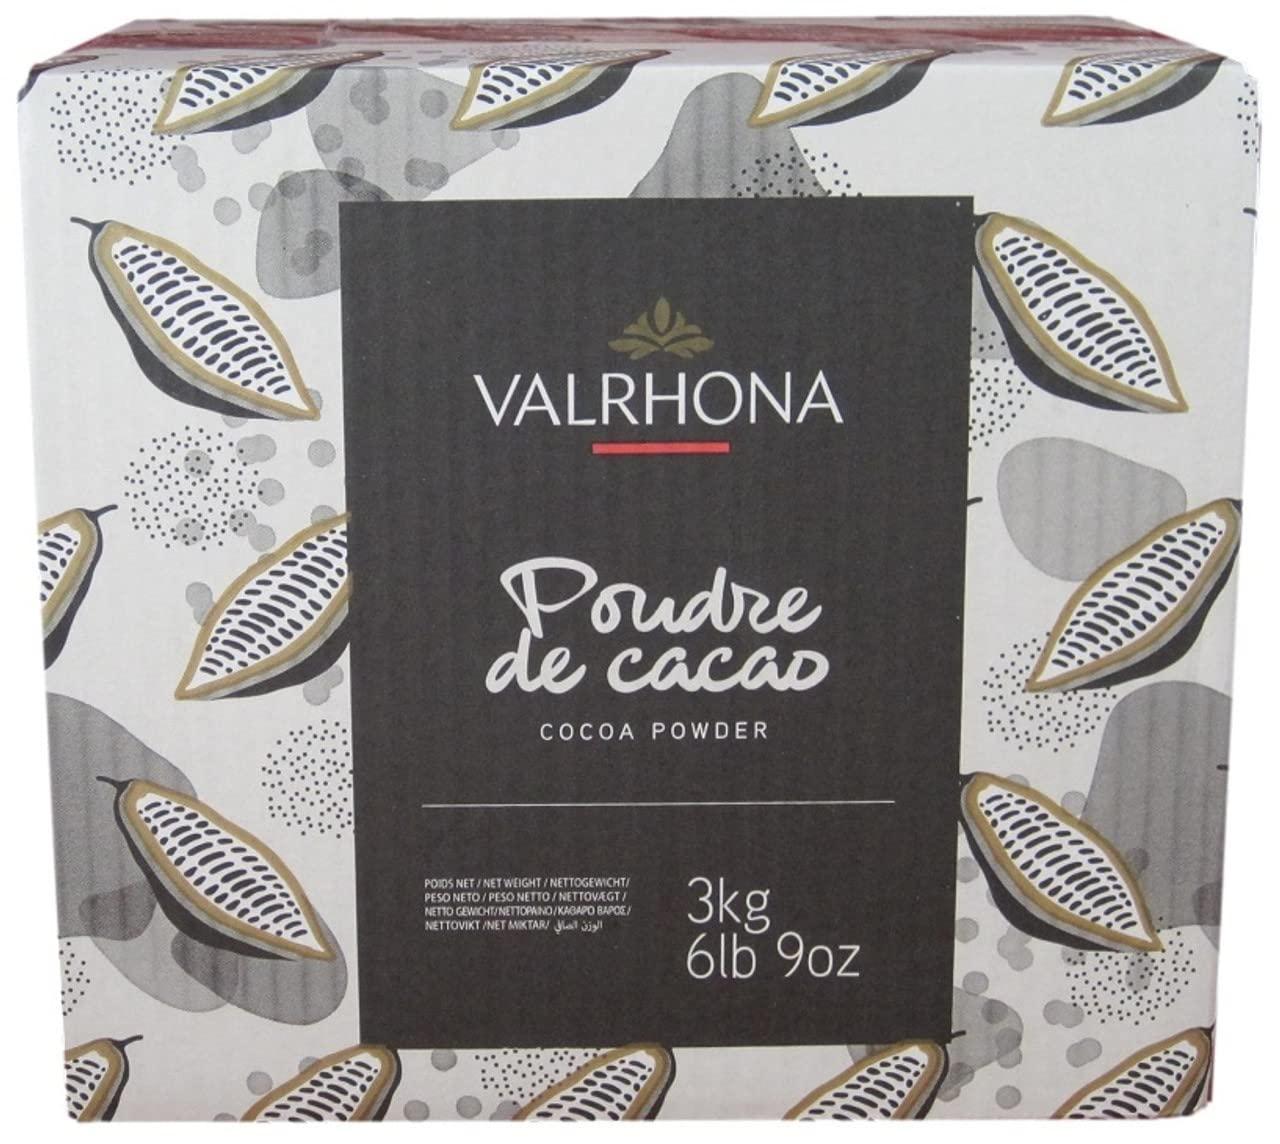 VALRHONA
Poudre
de cacao
COCOA POWDER
POIDS NET / NET WEIGHT / NETTOGEWICHT/
PESO NETO / PESO NETTO / NETTOVÆGT /
NETTO GEWICHT/NETTOPAINO/ΚΑΘΑΡΟ ΒΑΡΟΣ/
NETTOVIKT /NET MIKTAR/ الوزن الصافي
3kg
6lb 9oz